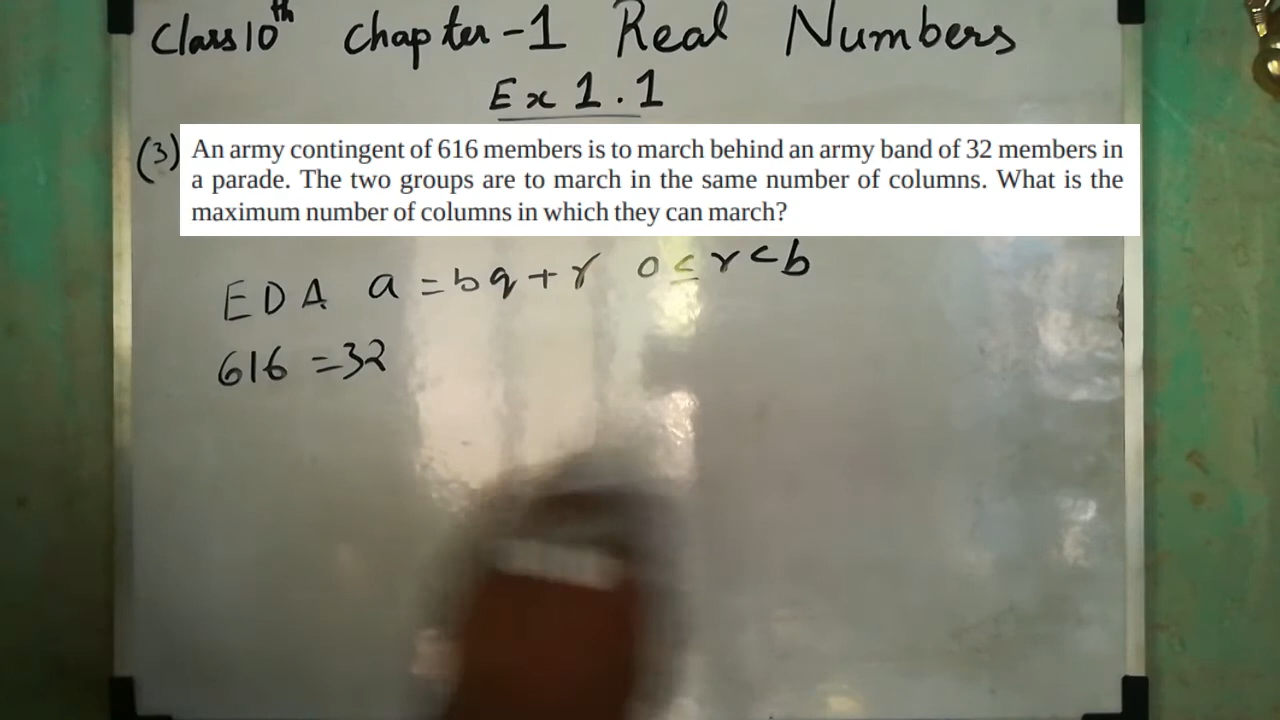 Class 10th Chapter-1 Real Numbers
Ex 1.1
(3) An army contingent of 616 members is to march behind an army band of 32 members in
a parade. The two groups are to march in the same number of columns. What is the
maximum number of columns in which they can march?
EDA a = bq + r 0 ≤ r < b
616 = 32